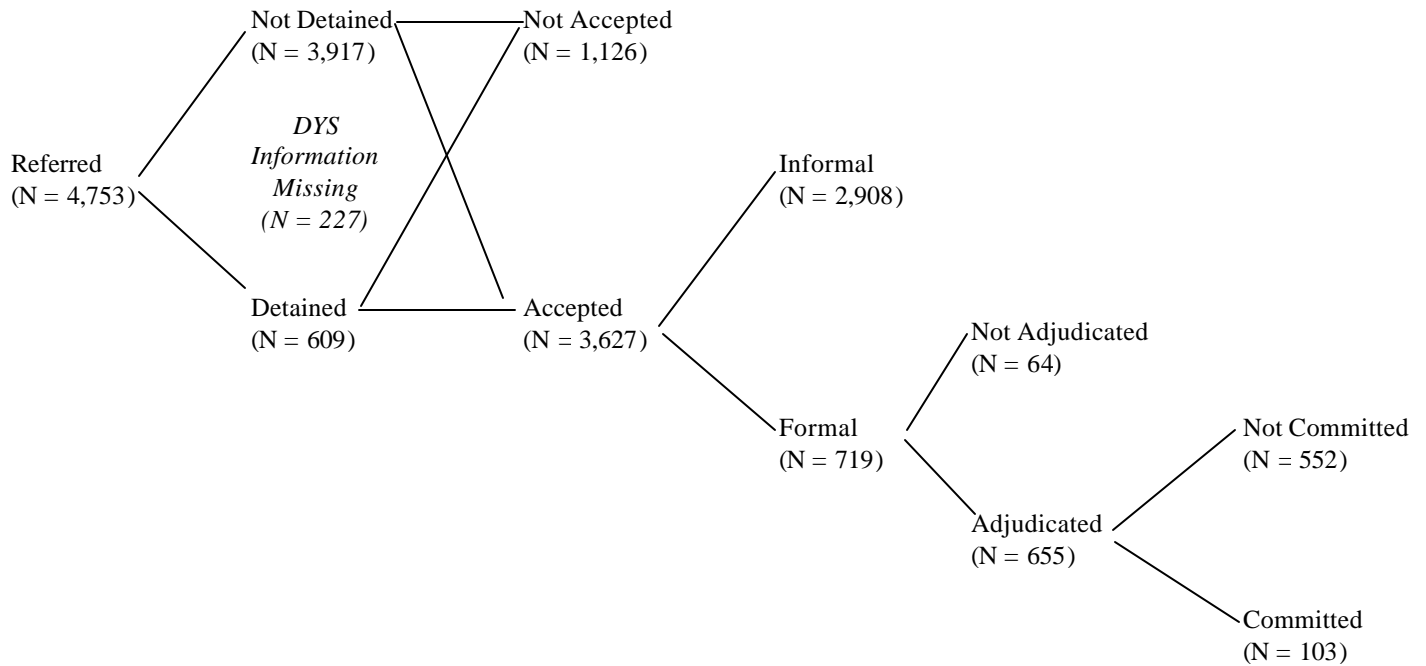 Not Detained
(N = 3,917)
Not Accepted
(N = 1,126)
DYS
Information
Missing
(N = 227)
Referred
(N = 4,753)
Informal
(N = 2,908)
Detained
(N = 609)
Accepted
(N = 3,627)
Not Adjudicated
(N = 64)
Formal
(N = 719)
Not Committed
(N = 552)
Adjudicated
(N = 655)
Committed
(N = 103)